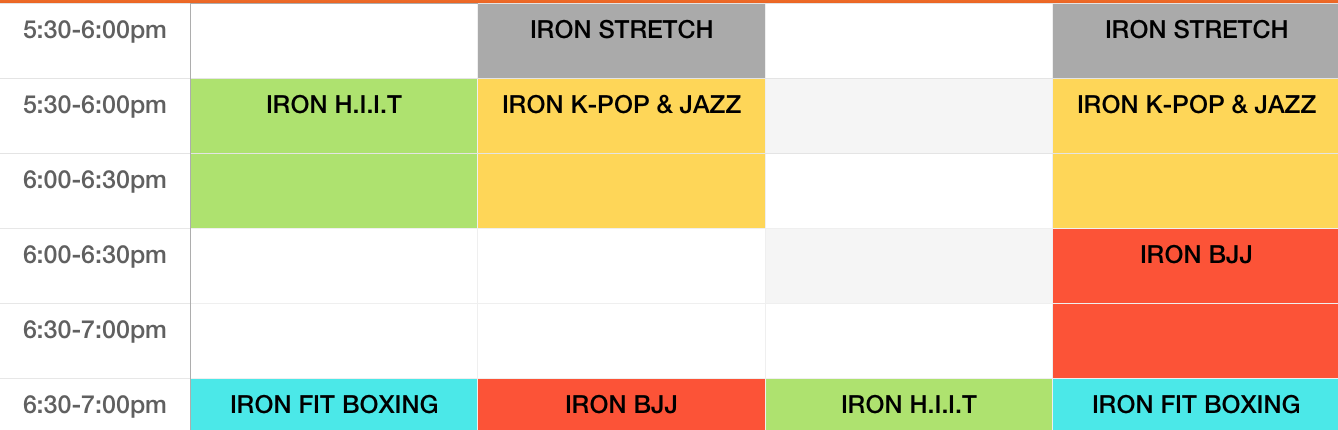 5:30-6:00pm IRON STRETCH IRON STRETCH
5:30-6:00pm IRON H.I.I.T IRON K-POP & JAZZ IRON K-POP & JAZZ
6:00-6:30pm
6:00-6:30pm IRON BJJ
6:30-7:00pm
6:30-7:00pm IRON FIT BOXING IRON BJJ IRON H.I.I.T IRON FIT BOXING